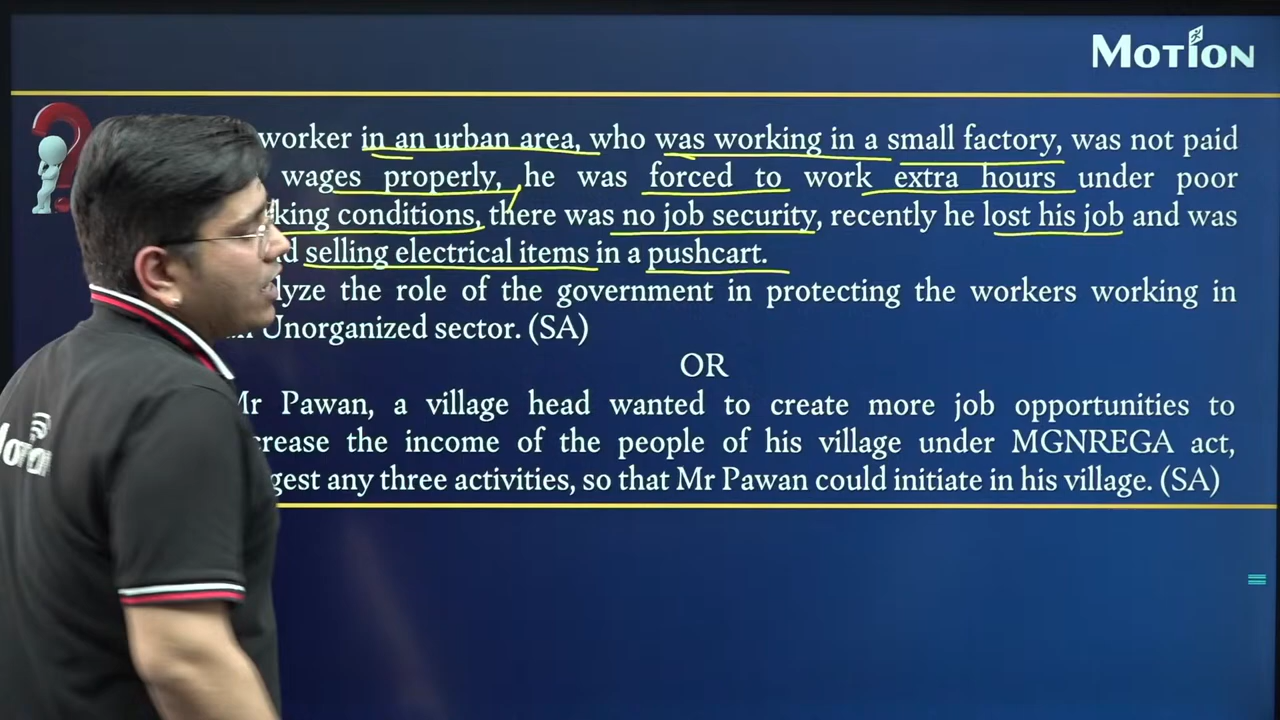 MOTION
worker in an urban area, who was working in a small factory, was not paid
wages properly, he was forced to work extra hours under poor
conditions, there was no job security, recently he lost his job and was
selling electrical items in a pushcart.
the role of the government in protecting the workers working in
Unorganized sector. (SA)
OR
Mr Pawan, a village head wanted to create more job opportunities to
the income of the people of his village under MGNREGA act,
any three activities, so that Mr Pawan could initiate in his village. (SA)